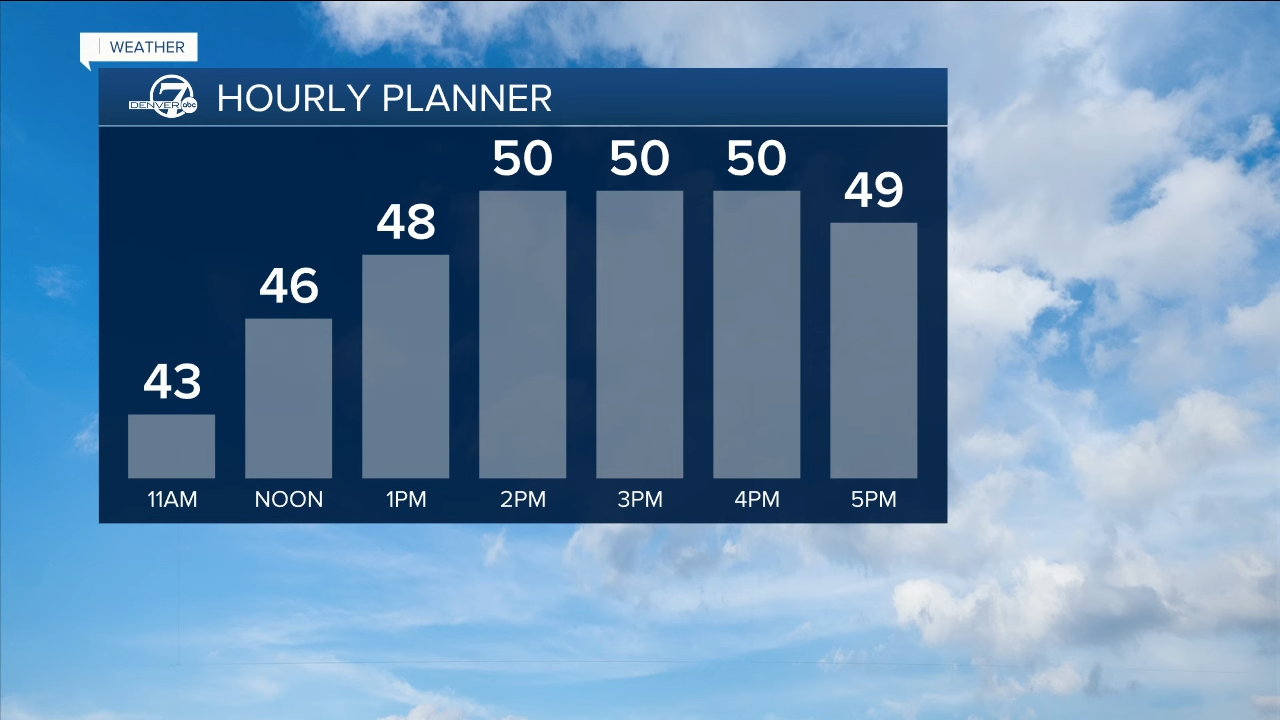 WEATHER
DENVER 7 abc
HOURLY PLANNER
43 46 48 50 50 50 49
11AM NOON 1PM 2PM 3PM 4PM 5PM